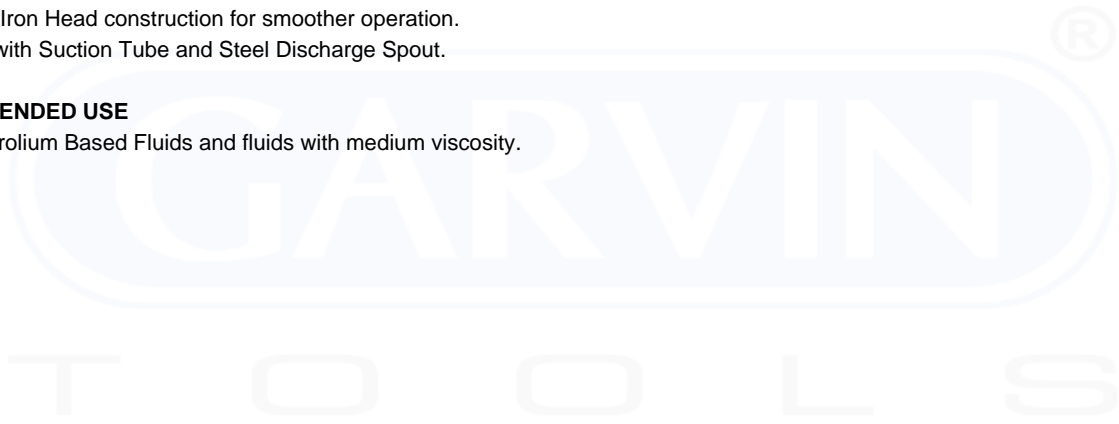 Iron Head construction for smoother operation.
with Suction Tube and Steel Discharge Spout.
ENDED USE
rolium Based Fluids and fluids with medium viscosity.
GARVIN ®
TOOLS